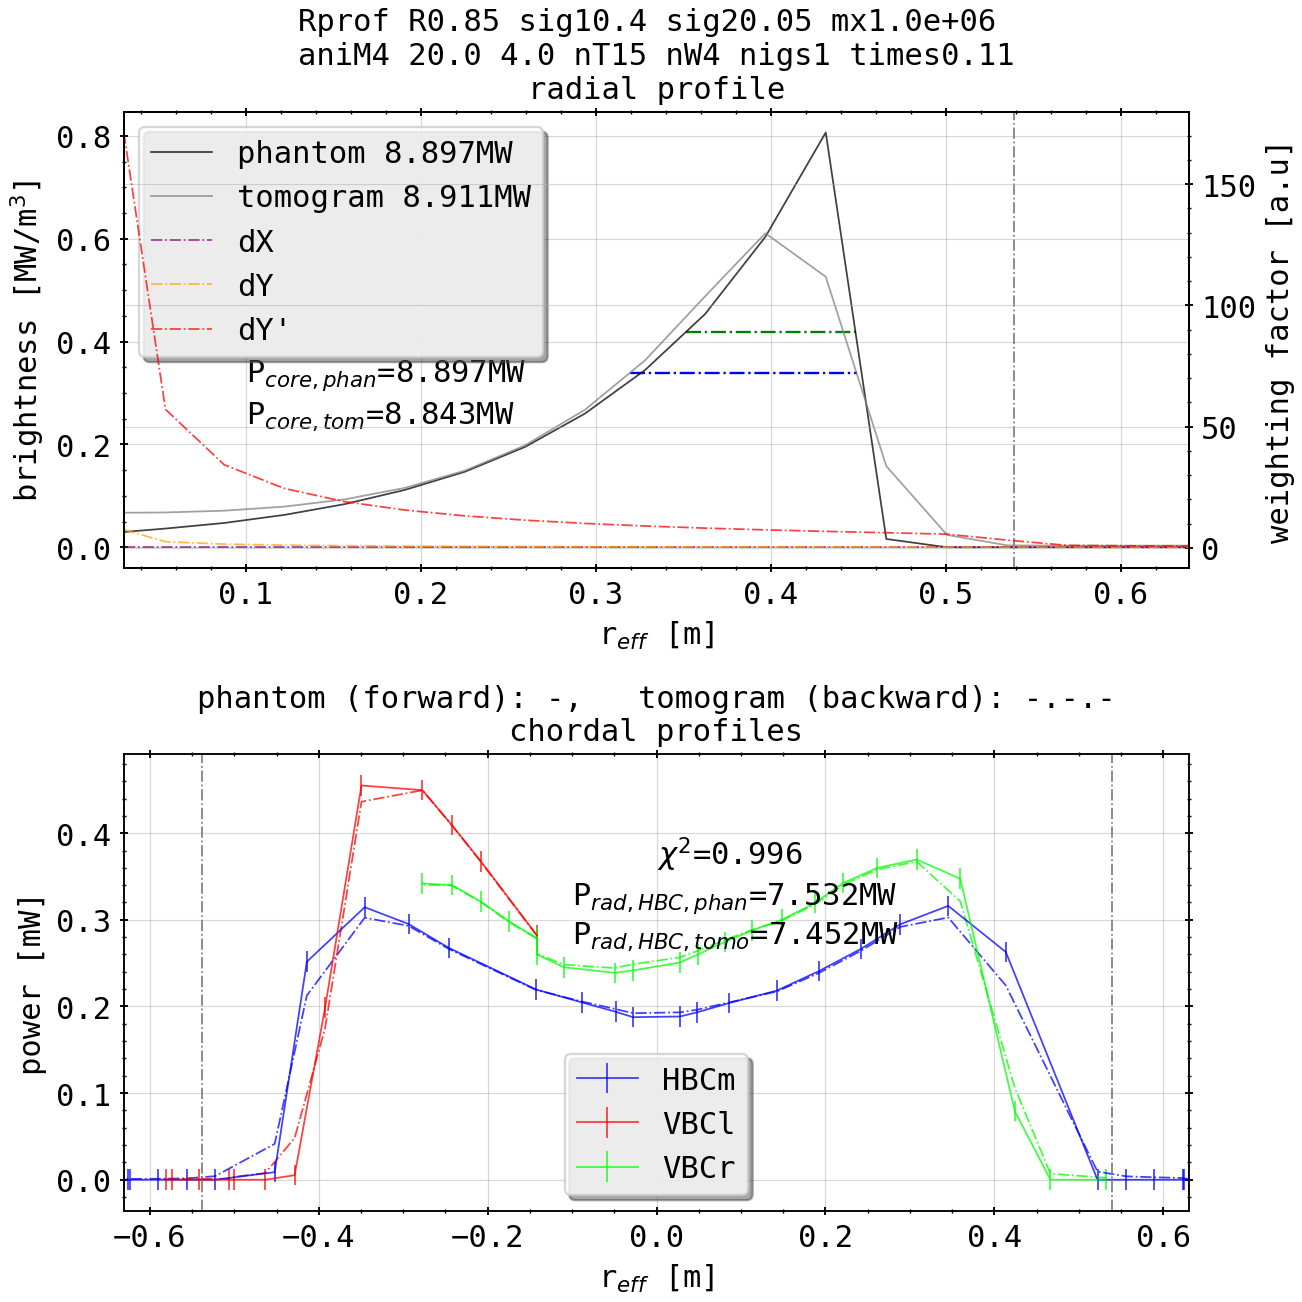 Rprof R0.85 sig10.4 sig20.05 mx1.0e+06
aniM4 20.0 4.0 nT15 nW4 nigs1 times0.11
radial profile
brightness [MW/m³]
weighting factor [a.u]
0.8
0.6
0.4
0.2
0.0
150
100
50
0
phantom 8.897MW
tomogram 8.911MW
dX
dY
dY'
P_core,phan=8.897MW
P_core,tom=8.843MW
0.1 0.2 0.3 0.4 0.5 0.6
r_eff [m]
phantom (forward): -, tomogram (backward): -.-.-
chordal profiles
power [mW]
0.4
0.3
0.2
0.1
0.0
χ²=0.996
P_rad,HBC,phan=7.532MW
P_rad,HBC,tomo=7.452MW
HBCm
VBCl
VBCr
−0.6 −0.4 −0.2 0.0 0.2 0.4 0.6
r_eff [m]